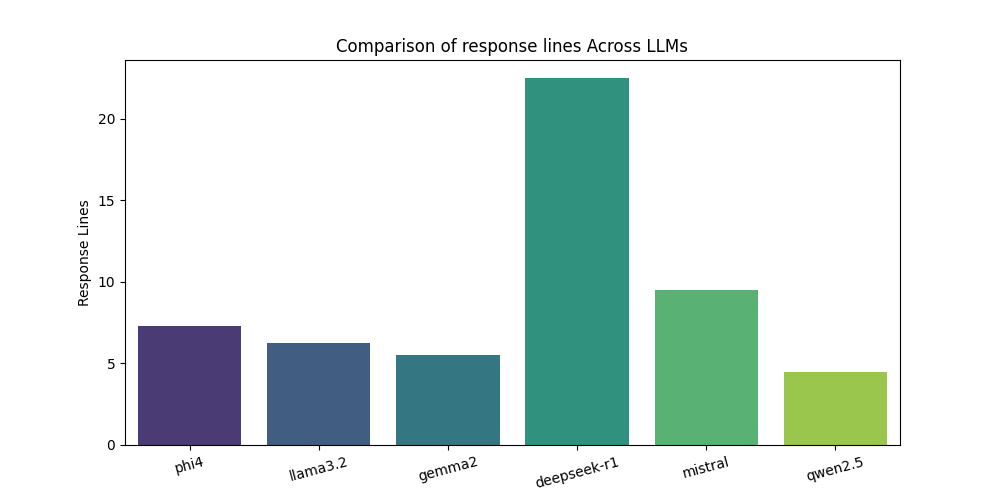 Comparison of response lines Across LLMs
Response Lines
20
15
10
5
0
phi4
llama3.2
gemma2
deepseek-r1
mistral
qwen2.5